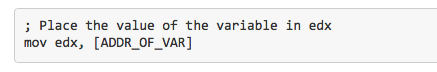 ; Place the value of the variable in edx
mov edx, [ADDR_OF_VAR]